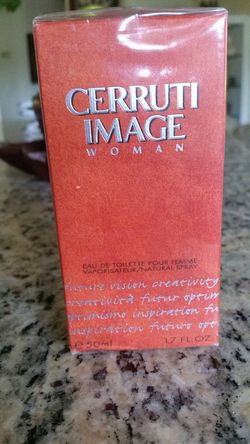 CERRUTI
IMAGE
WOMAN
EAU DE TOILETTE POUR FEMME
VAPORISATEUR/NATURAL SPRAY
future vision creativity
creatività futur optim
optimismo inspiration fu
inspiration futuro opt
e 50ml 1.7 FL.OZ.